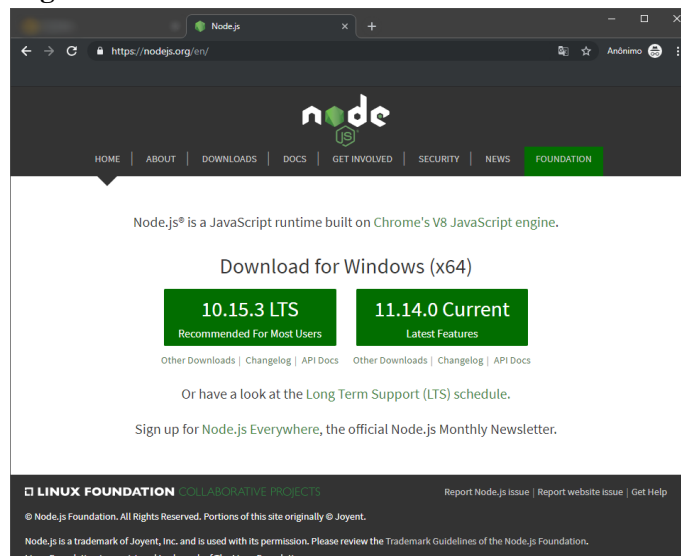 Node.js
https://nodejs.org/en/
Anônimo
node
JS
HOME | ABOUT | DOWNLOADS | DOCS | GET INVOLVED | SECURITY | NEWS FOUNDATION
Node.js® is a JavaScript runtime built on Chrome's V8 JavaScript engine.
Download for Windows (x64)
10.15.3 LTS
Recommended For Most Users
11.14.0 Current
Latest Features
Other Downloads | Changelog | API Docs
Other Downloads | Changelog | API Docs
Or have a look at the Long Term Support (LTS) schedule.
Sign up for Node.js Everywhere, the official Node.js Monthly Newsletter.
LINUX FOUNDATION COLLABORATIVE PROJECTS
Report Node.js issue | Report website issue | Get Help
© Node.js Foundation. All Rights Reserved. Portions of this site originally © Joyent.
Node.js is a trademark of Joyent, Inc. and is used with its permission. Please review the Trademark Guidelines of the Node.js Foundation.